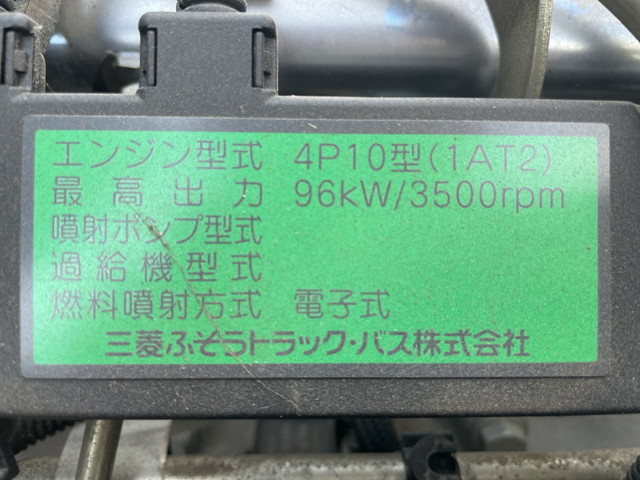 エンジン型式 4P10型(1AT2)
最高出力 96kW/3500rpm
噴射ポンプ型式
過給機型式
燃料噴射方式 電子式
三菱ふそうトラック・バス株式会社